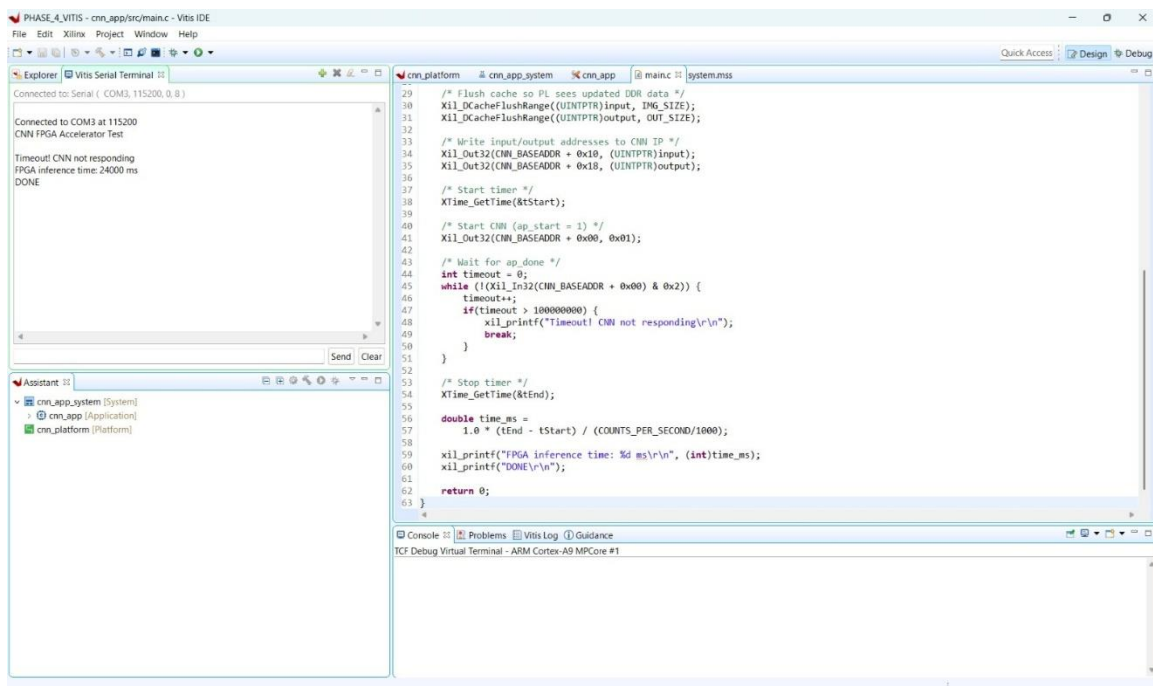 PHASE_4_VITIS - cnn_app/src/main.c - Vitis IDE
File Edit Xilinx Project Window Help
Quick Access Design Debug
Explorer Vitis Serial Terminal
Connected to: Serial ( COM3, 115200, 0, 8 )
Connected to COM3 at 115200
CNN FPGA Accelerator Test
Timeout! CNN not responding
FPGA inference time: 24000 ms
DONE
Send Clear
Assistant
cnn_app_system [System]
cnn_app [Application]
cnn_platform [Platform]
cnn_platform cnn_app_system cnn_app main.c system.mss
29 /* Flush cache so PL sees updated DDR data */
30 Xil_DCacheFlushRange((UINTPTR)input, IMG_SIZE);
31 Xil_DCacheFlushRange((UINTPTR)output, OUT_SIZE);
32
33 /* Write input/output addresses to CNN IP */
34 Xil_Out32(CNN_BASEADDR + 0x10, (UINTPTR)input);
35 Xil_Out32(CNN_BASEADDR + 0x18, (UINTPTR)output);
36
37 /* Start timer */
38 XTime_GetTime(&tStart);
39
40 /* Start CNN (ap_start = 1) */
41 Xil_Out32(CNN_BASEADDR + 0x00, 0x01);
42
43 /* Wait for ap_done */
44 int timeout = 0;
45 while (!(Xil_In32(CNN_BASEADDR + 0x00) & 0x2)) {
46 timeout++;
47 if(timeout > 100000000) {
48 xil_printf("Timeout! CNN not responding\r\n");
49 break;
50 }
51 }
52
53 /* Stop timer */
54 XTime_GetTime(&tEnd);
55
56 double time_ms =
57 1.0 * (tEnd - tStart) / (COUNTS_PER_SECOND/1000);
58
59 xil_printf("FPGA inference time: %d ms\r\n", (int)time_ms);
60 xil_printf("DONE\r\n");
61
62 return 0;
63 }
Console Problems Vitis Log Guidance
TCF Debug Virtual Terminal - ARM Cortex-A9 MPCore #1